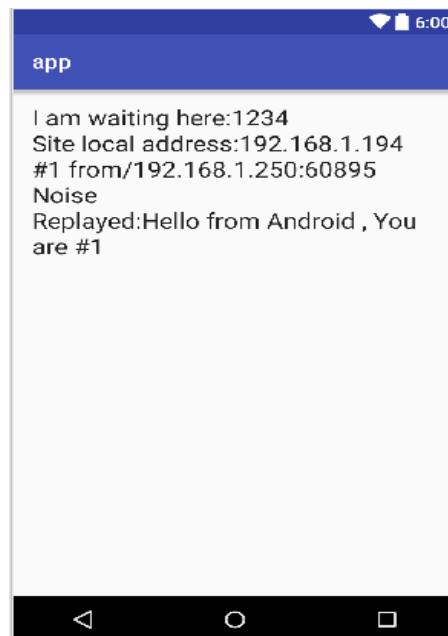 6:00
app
I am waiting here:1234
Site local address:192.168.1.194
#1 from/192.168.1.250:60895
Noise
Replayed:Hello from Android , You
are #1